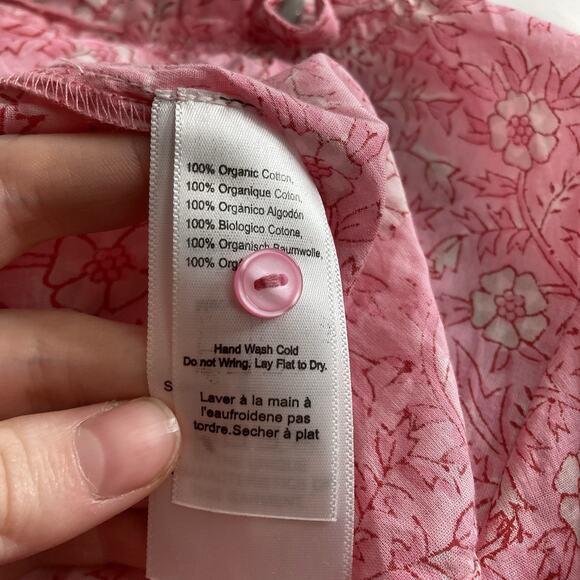 100% Organic Cotton,
100% Organique Coton,
100% Orgánico Algodón
100% Biologico Cotone,
100% Organisch Baumwolle,
100%
Hand Wash Cold
Do not Wring. Lay Flat to Dry.
S
Laver à la main à
l'eaufroidene pas
tordre.Secher à plat